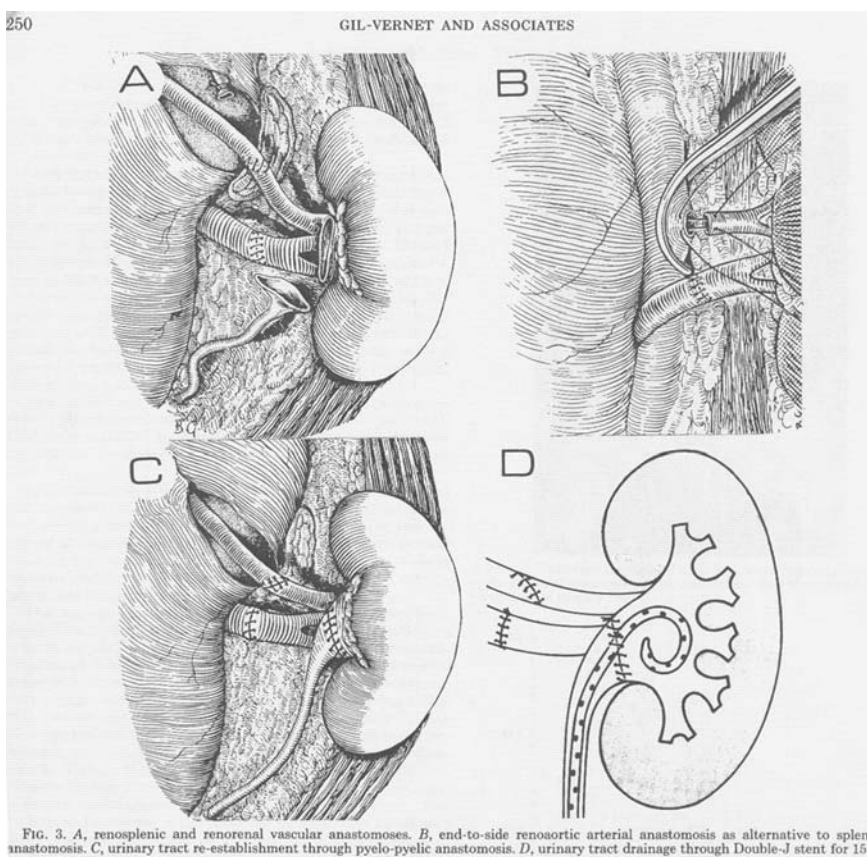 250
GIL-VERNET AND ASSOCIATES
A
B
B G
C
D
FIG. 3. A, renosplenic and renorenal vascular anastomoses. B, end-to-side renoaortic arterial anastomosis as alternative to
anastomosis. C, urinary tract re-establishment through pyelo-pyelic anastomosis. D, urinary tract drainage through Double-J stent for 15